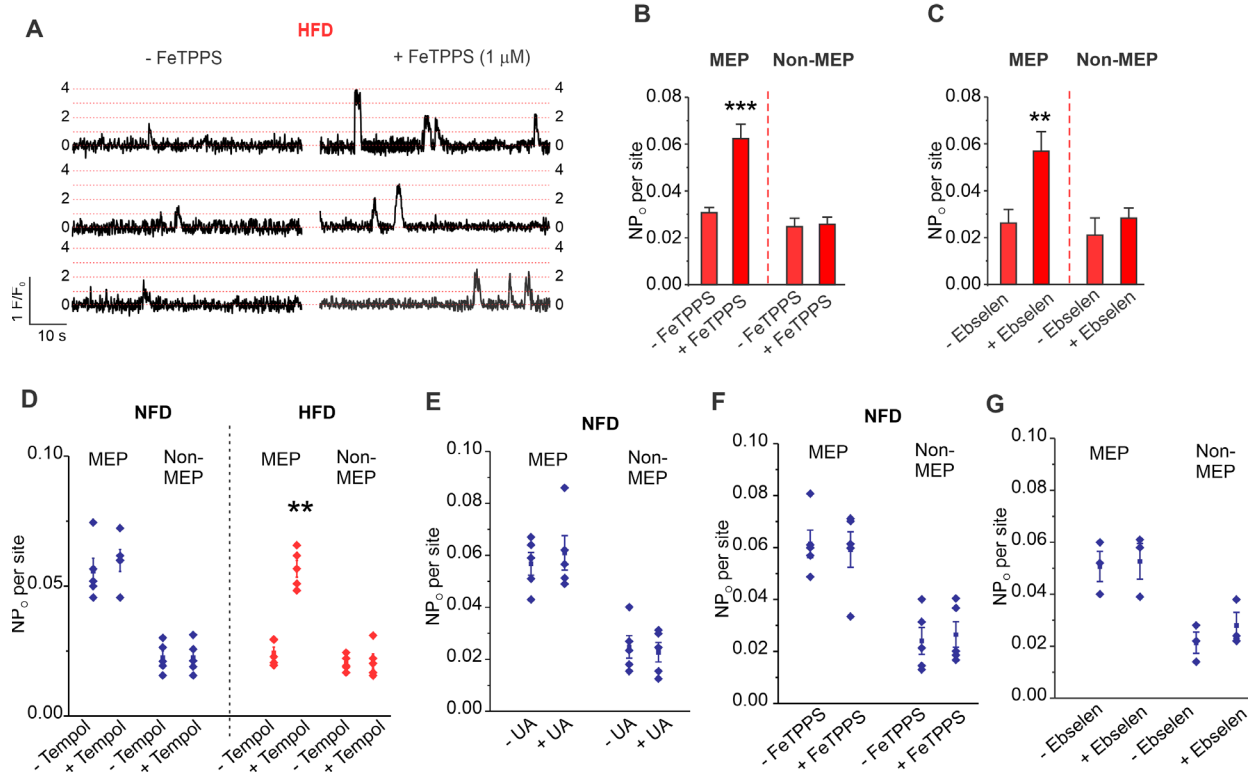 A
HFD
- FeTPPS
+ FeTPPS (1 μM)
4
2
0
4
2
0
4
2
0
4
2
0
4
2
0
4
2
0
1 F/F0
10 s
B
MEP
Non-MEP
***
NPO per site
0.08
0.06
0.04
0.02
0.00
- FeTPPS
+ FeTPPS
- FeTPPS
+ FeTPPS
C
MEP
Non-MEP
**
NPO per site
0.08
0.06
0.04
0.02
0.00
- Ebselen
+ Ebselen
- Ebselen
+ Ebselen
D
NFD
HFD
MEP
Non-
MEP
MEP
Non-
MEP
**
NPO per site
0.10
0.05
0.00
- Tempol
+ Tempol
- Tempol
+ Tempol
- Tempol
+ Tempol
- Tempol
+ Tempol
E
NFD
MEP
Non-
MEP
NPO per site
0.10
0.08
0.06
0.04
0.02
0.00
- UA
+ UA
- UA
+ UA
F
NFD
MEP
Non-
MEP
NPO per site
0.10
0.08
0.06
0.04
0.02
0.00
- FeTPPS
+ FeTPPS
- FeTPPS
+ FeTPPS
G
MEP
Non-
MEP
NPO per site
0.10
0.08
0.06
0.04
0.02
0.00
- Ebselen
+ Ebselen
- Ebselen
+ Ebselen